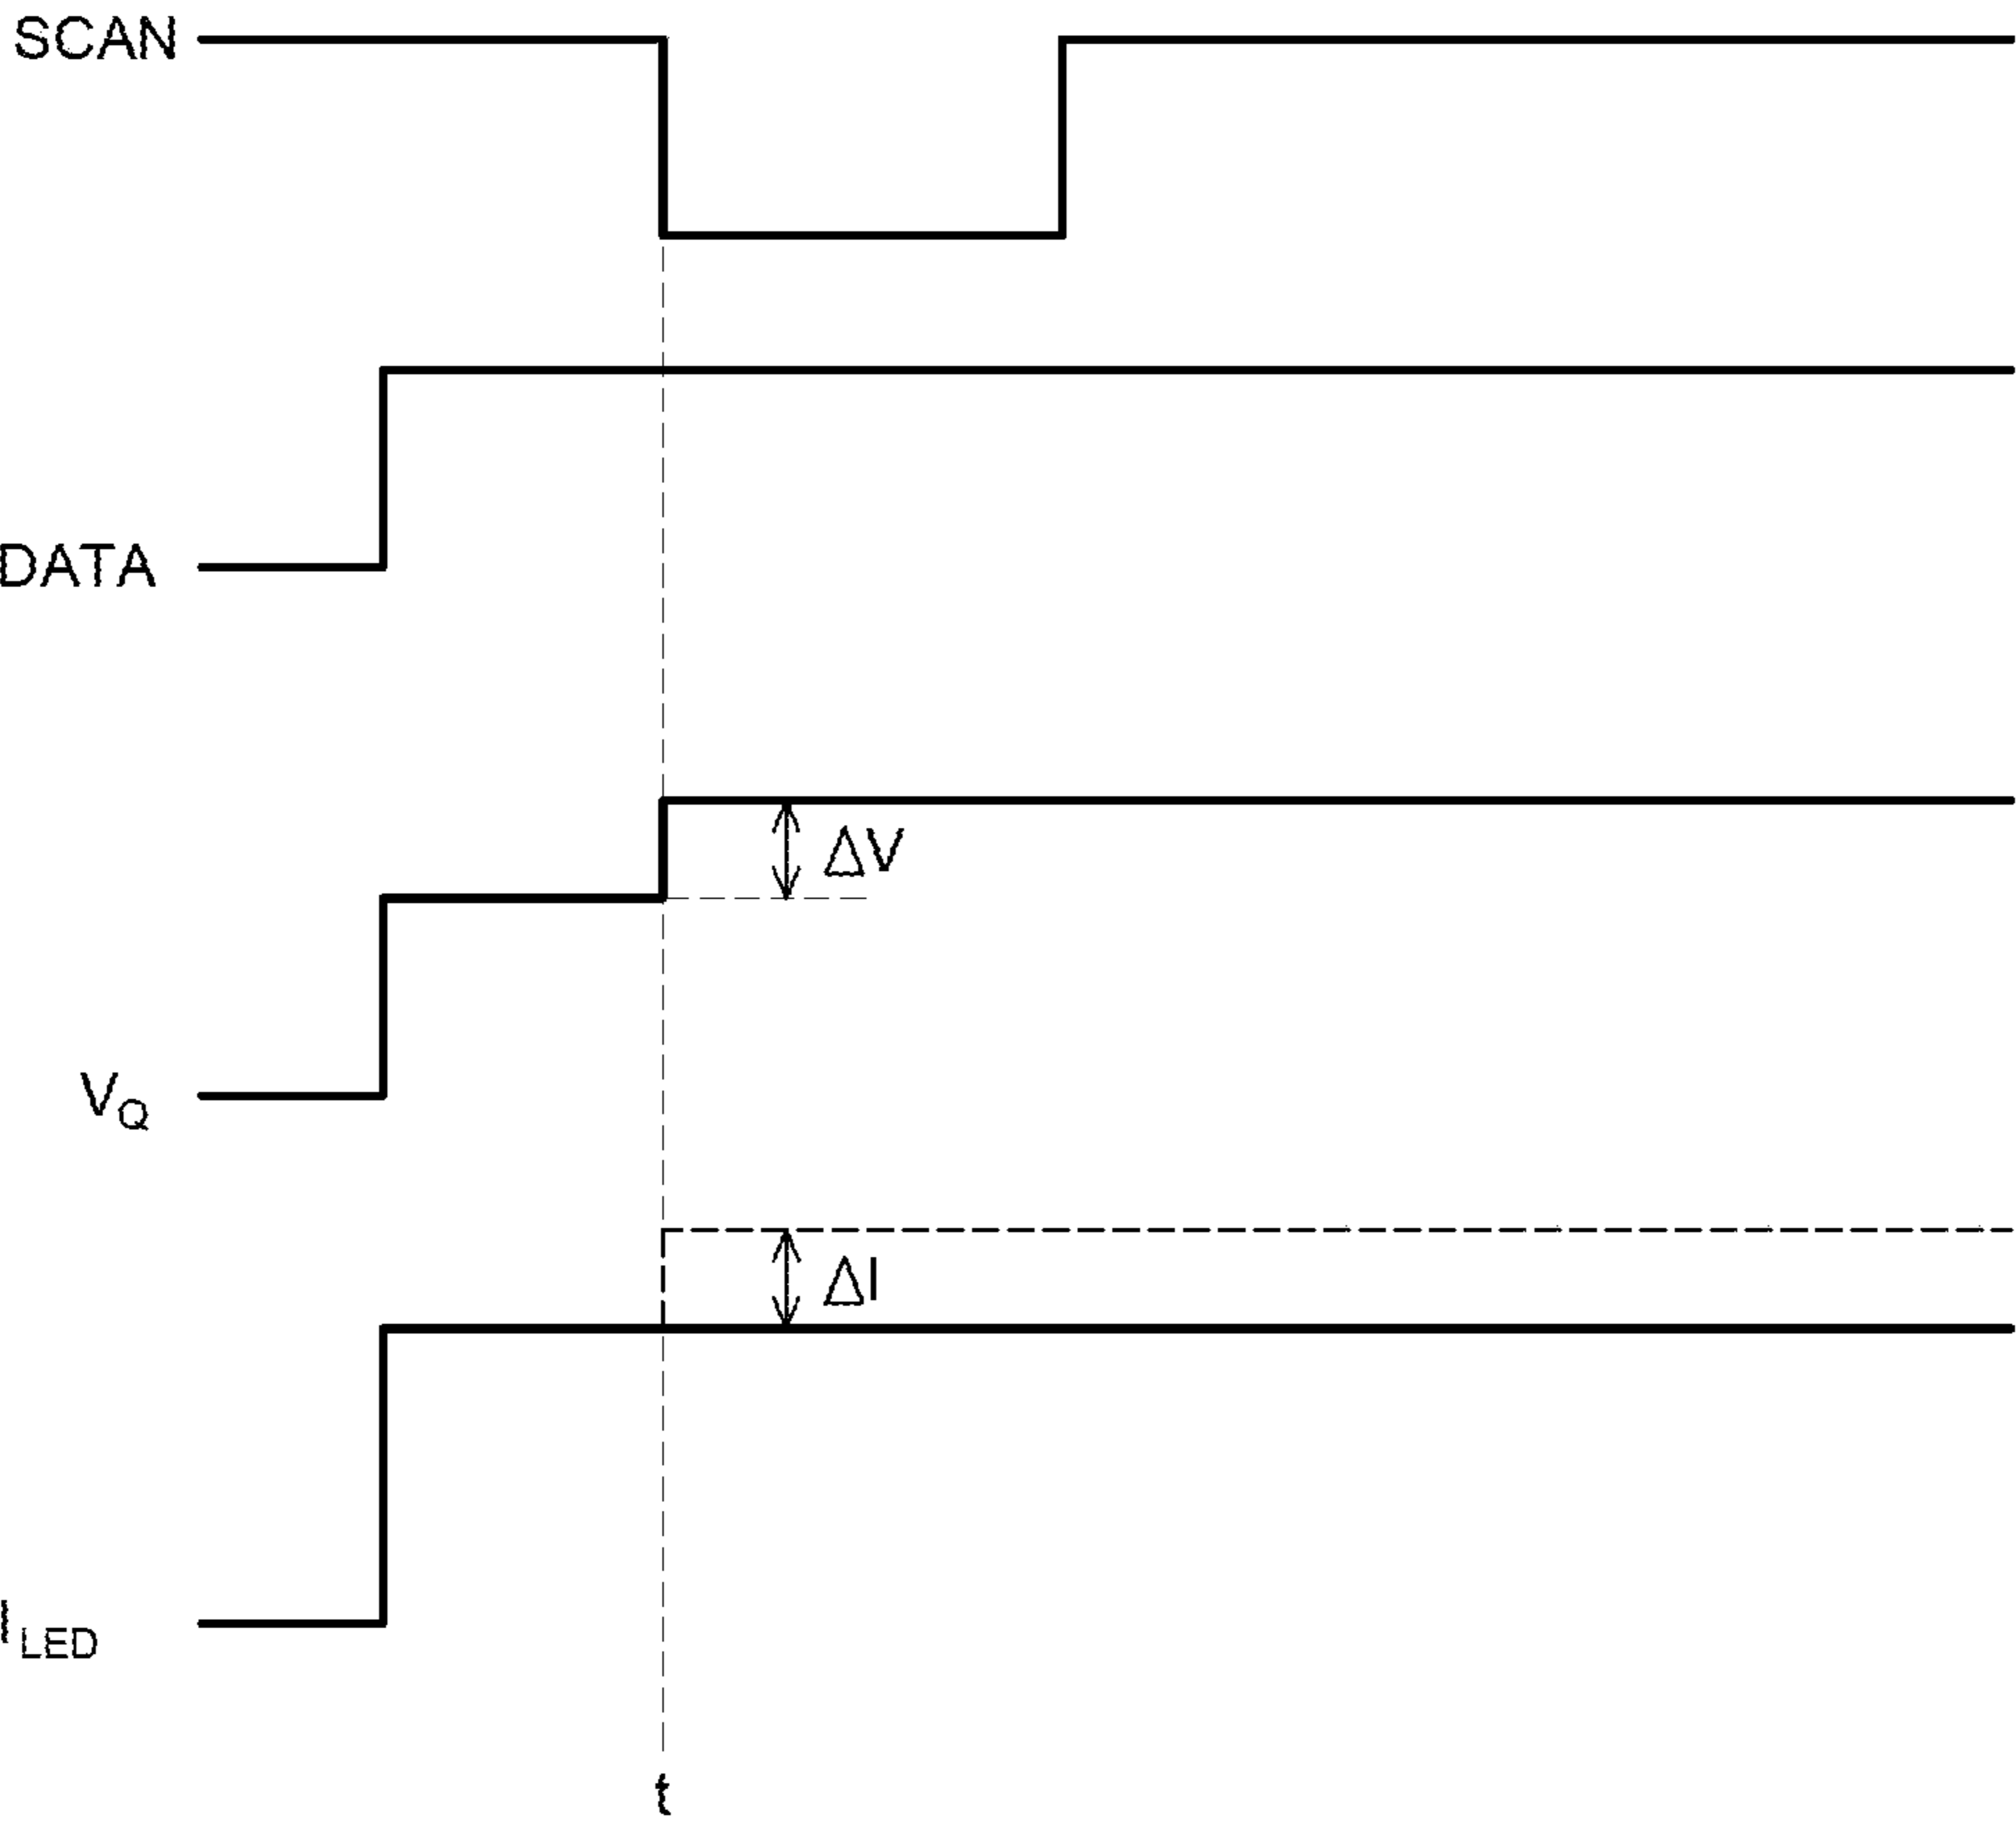 SCAN
DATA
ΔV
VQ
ΔI
ILED
t